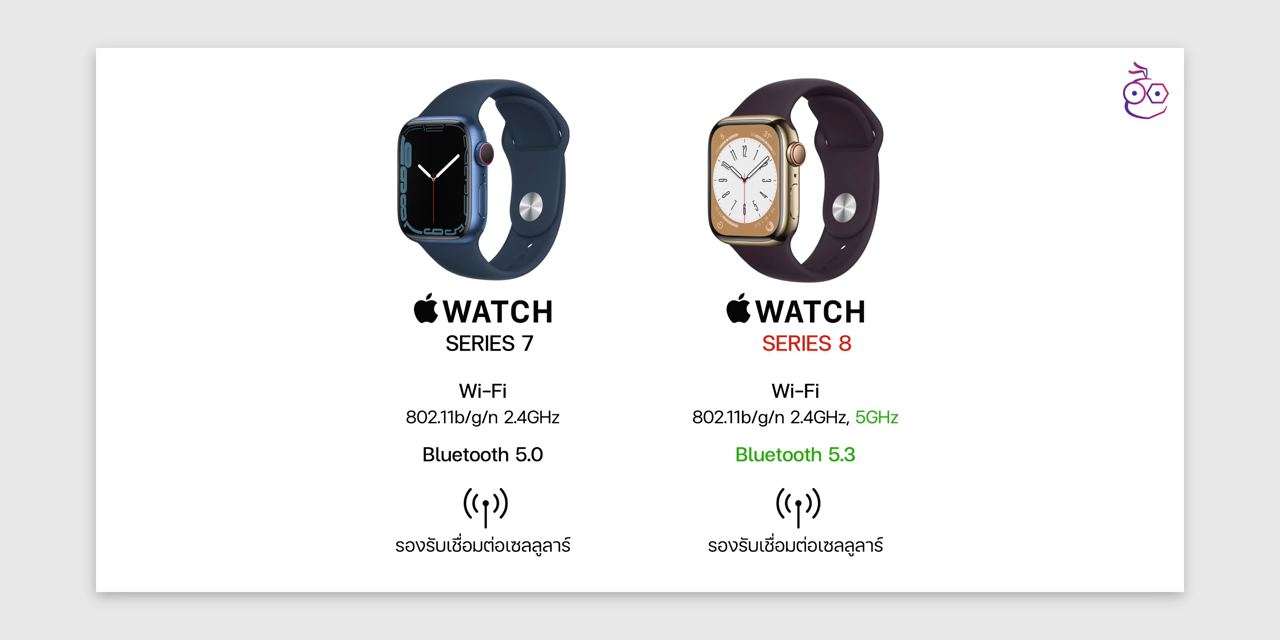 WATCH
SERIES 7
Wi-Fi
802.11b/g/n 2.4GHz
Bluetooth 5.0
รองรับเชื่อมต่อเซลลูลาร์
WATCH
SERIES 8
Wi-Fi
802.11b/g/n 2.4GHz, 5GHz
Bluetooth 5.3
รองรับเชื่อมต่อเซลลูลาร์